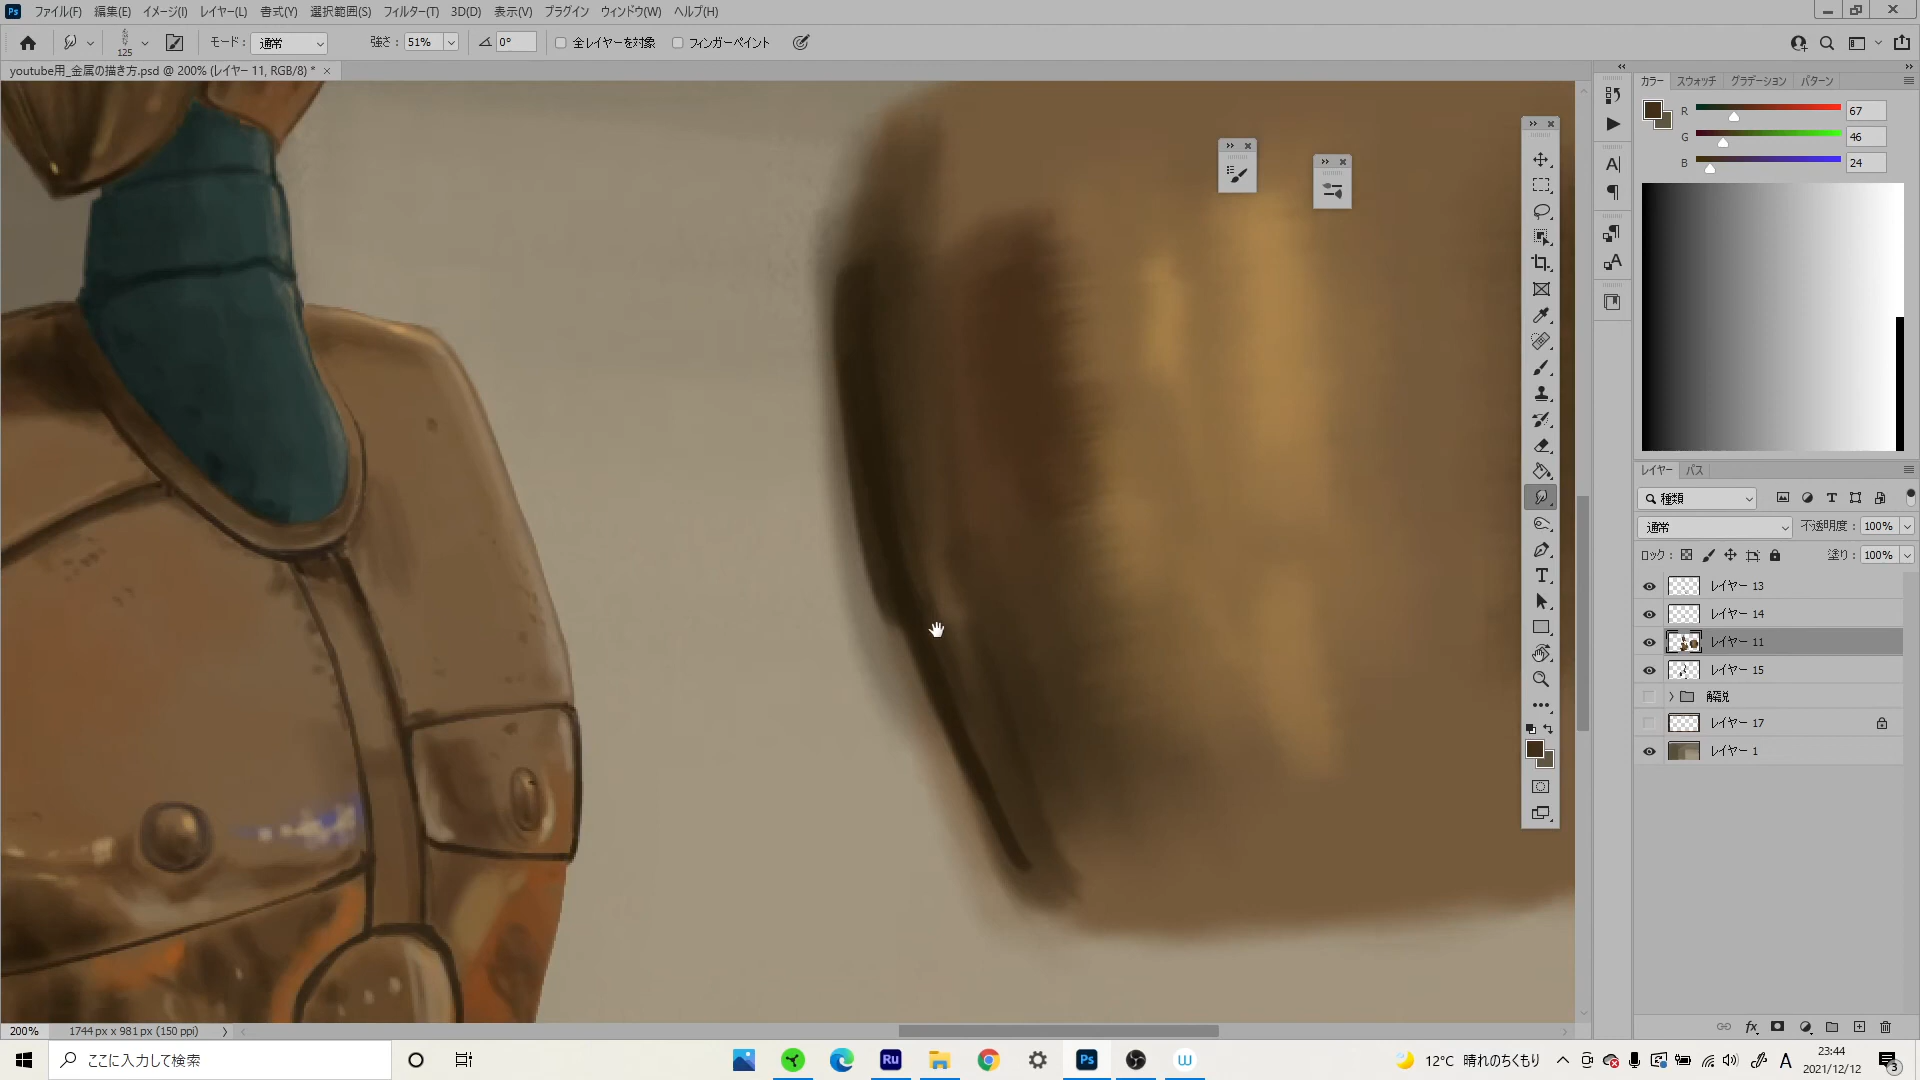 Ps ファイル(F) 編集(E) イメージ(I) レイヤー(L) 書式(Y) 選択範囲(S) フィルター(T) 3D(D) 表示(V) プラグイン ウィンドウ(W) ヘルプ(H)
125 モード : 通常 強さ : 51% 0° 全レイヤーを対象 フィンガーペイント
youtube用_金属の描き方.psd @ 200% (レイヤー 11, RGB/8) *
カラー スウォッチ グラデーション パターン
R 67
G 46
B 24
レイヤー パス
種類
通常 不透明度 : 100%
ロック : 塗り : 100%
レイヤー 13
レイヤー 14
レイヤー 11
レイヤー 15
解説
レイヤー 17
レイヤー 1
200% 1744 px x 981 px (150 ppi)
ここに入力して検索 Ru Ps W 12°C 晴れのちくもり A 23:44
2021/12/12 3